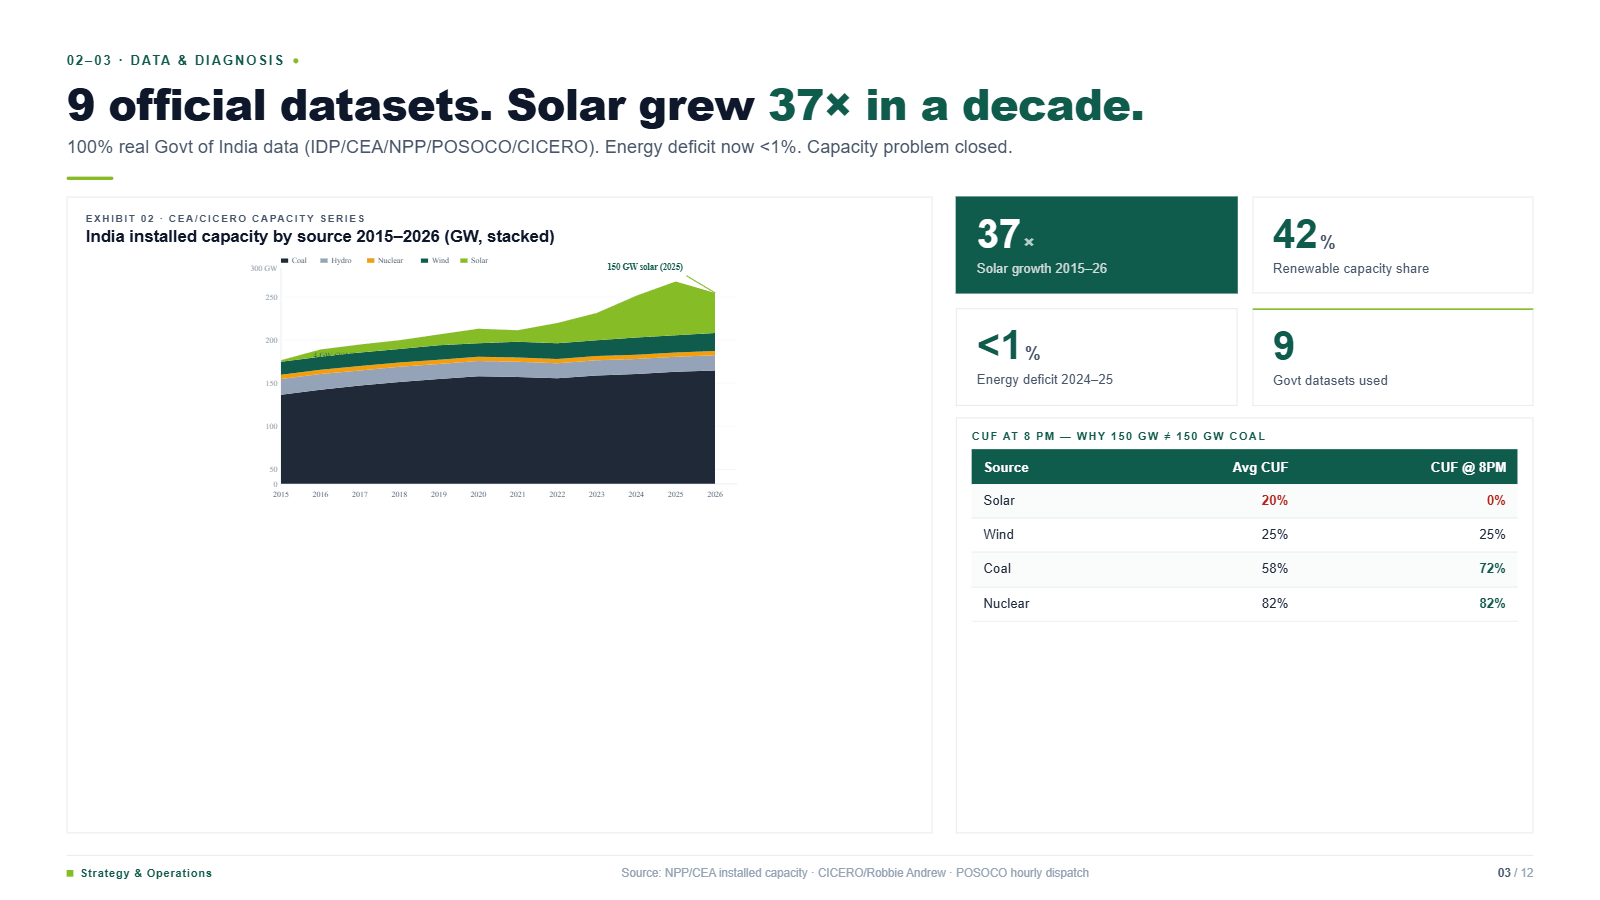 02–03 · DATA & DIAGNOSIS
9 official datasets. Solar grew 37× in a decade.
100% real Govt of India data (IDP/CEA/NPP/POSOCO/CICERO). Energy deficit now <1%. Capacity problem closed.
EXHIBIT 02 · CEA/CICERO CAPACITY SERIES
India installed capacity by source 2015–2026 (GW, stacked)
Coal Hydro Nuclear Wind Solar
150 GW solar (2025)
300 GW
250
200
150
100
50
0
2015 2016 2017 2018 2019 2020 2021 2022 2023 2024 2025 2026
37×
Solar growth 2015–26
42%
Renewable capacity share
<1%
Energy deficit 2024–25
9
Govt datasets used
CUF AT 8 PM — WHY 150 GW ≠ 150 GW COAL
Source Avg CUF CUF @ 8PM
Solar 20% 0%
Wind 25% 25%
Coal 58% 72%
Nuclear 82% 82%
Strategy & Operations
Source: NPP/CEA installed capacity · CICERO/Robbie Andrew · POSOCO hourly dispatch
03 / 12